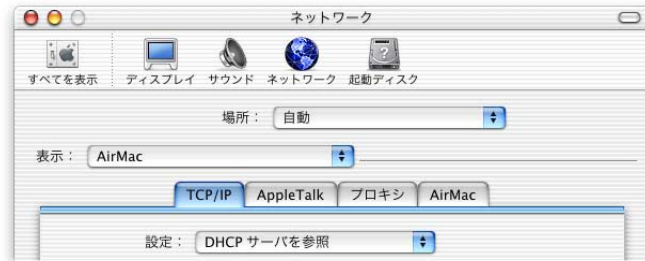 ネットワーク
すべてを表示 ディスプレイ サウンド ネットワーク 起動ディスク
場所： 自動
表示： AirMac
TCP/IP AppleTalk プロキシ AirMac
設定： DHCP サーバを参照